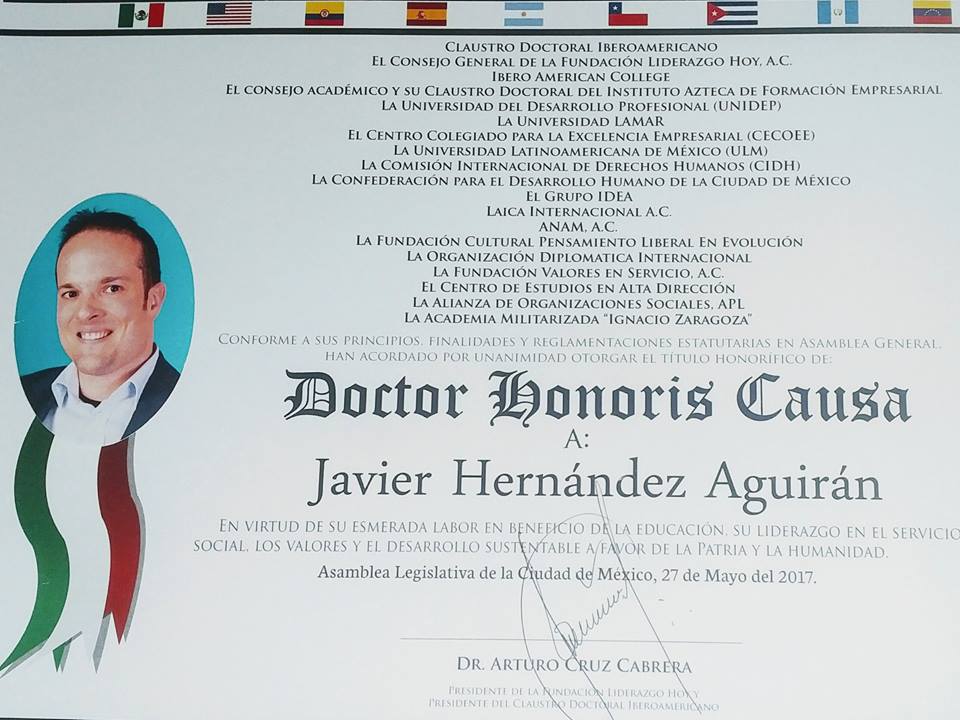 CLAUSTRO DOCTORAL IBEROAMERICANO
EL CONSEJO GENERAL DE LA FUNDACIÓN LIDERAZGO HOY, A.C.
IBERO AMERICAN COLLEGE
EL CONSEJO ACADÉMICO Y SU CLAUSTRO DOCTORAL DEL INSTITUTO AZTECA DE FORMACIÓN EMPRESARIAL
LA UNIVERSIDAD DEL DESARROLLO PROFESIONAL (UNIDEP)
LA UNIVERSIDAD LAMAR
EL CENTRO COLEGIADO PARA LA EXCELENCIA EMPRESARIAL (CECOEE)
LA UNIVERSIDAD LATINOAMERICANA DE MÉXICO (ULM)
LA COMISIÓN INTERNACIONAL DE DERECHOS HUMANOS (CIDH)
LA CONFEDERACIÓN PARA EL DESARROLLO HUMANO DE LA CIUDAD DE MÉXICO
EL GRUPO IDEA
LAICA INTERNACIONAL A.C.
ANAM, A.C.
LA FUNDACIÓN CULTURAL PENSAMIENTO LIBERAL EN EVOLUCIÓN
LA ORGANIZACIÓN DIPLOMATICA INTERNACIONAL
LA FUNDACIÓN VALORES EN SERVICIO, A.C.
EL CENTRO DE ESTUDIOS EN ALTA DIRECCIÓN
LA ALIANZA DE ORGANIZACIONES SOCIALES, APL
LA ACADEMIA MILITARIZADA “IGNACIO ZARAGOZA”
CONFORME A SUS PRINCIPIOS, FINALIDADES Y REGLAMENTACIONES ESTATUTARIAS EN ASAMBLEA GENERAL,
HAN ACORDADO POR UNANIMIDAD OTORGAR EL TÍTULO HONORÍFICO DE:
Doctor Honoris Causa
A:
Javier Hernández Aguirán
EN VIRTUD DE SU ESMERADA LABOR EN BENEFICIO DE LA EDUCACIÓN, SU LIDERAZGO EN EL SERVICIO
SOCIAL, LOS VALORES Y EL DESARROLLO SUSTENTABLE A FAVOR DE LA PATRIA Y LA HUMANIDAD.
Asamblea Legislativa de la Ciudad de México, 27 de Mayo del 2017.
DR. ARTURO CRUZ CABRERA
PRESIDENTE DE LA FUNDACIÓN LIDERAZGO HOY Y
PRESIDENTE DEL CLAUSTRO DOCTORAL IBEROAMERICANO